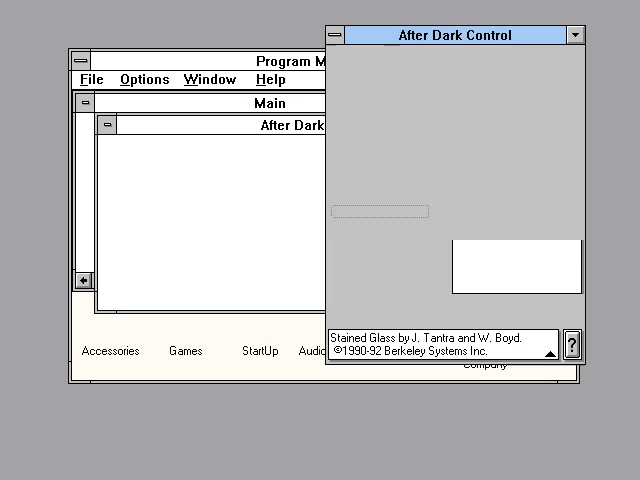 After Dark Control
Program M
File Options Window Help
Main
After Dark
Stained Glass by J. Tantra and W. Boyd.
©1990-92 Berkeley Systems Inc.
?
Accessories Games StartUp Audio
Company